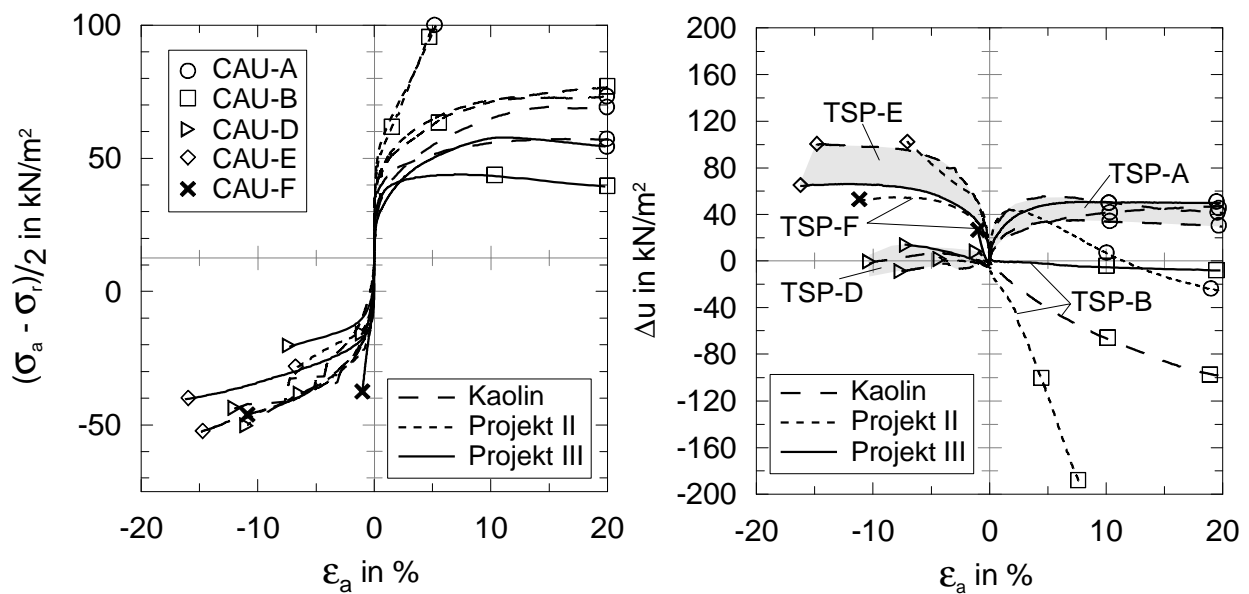 100
50
0
-50
(σa - σr)/2 in kN/m²
CAU-A
CAU-B
CAU-D
CAU-E
CAU-F
Kaolin
Projekt II
Projekt III
-20 -10 0 10 20
εa in %
200
160
120
80
40
0
-40
-80
-120
-160
-200
Δu in kN/m²
TSP-E
TSP-A
TSP-F
TSP-D
TSP-B
Kaolin
Projekt II
Projekt III
-20 -10 0 10 20
εa in %